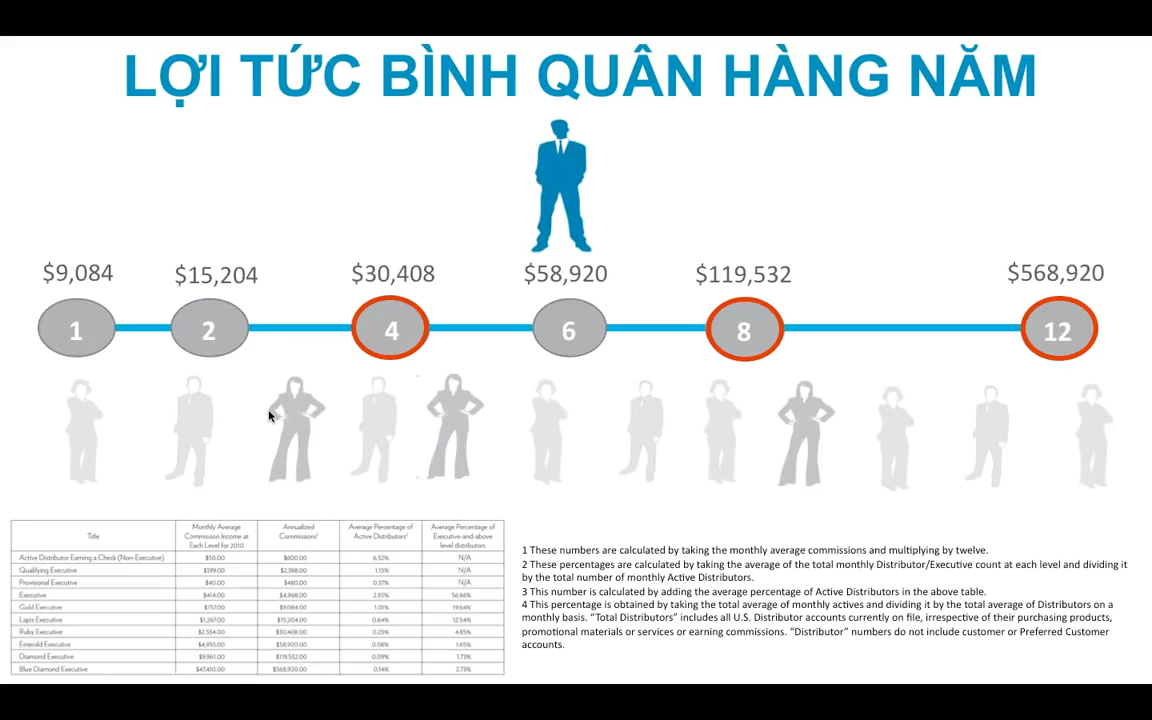 LỢI TỨC BÌNH QUÂN HÀNG NĂM
$9,084 $15,204 $30,408 $58,920 $119,532 $568,920
1 2 4 6 8 12
Title
Monthly Average
Commission Income at
Each Level for 2010
Annualized
Commissions¹
Average Percentage of
Active Distributors²
Average Percentage of
Executive-and-above
level distributors
Active Distributor Earning a Check (Non-Executive) $50.00 $600.00 6.52% N/A
Qualifying Executive $199.00 $2,388.00 1.15% N/A
Provisional Executive $40.00 $480.00 0.37% N/A
Executive $414.00 $4,968.00 2.92% 56.86%
Gold Executive $757.00 $9,084.00 1.01% 19.64%
Lapis Executive $1,267.00 $15,204.00 0.64% 12.54%
Ruby Executive $2,534.00 $30,408.00 0.25% 4.85%
Emerald Executive $4,910.00 $58,920.00 0.08% 1.65%
Diamond Executive $9,961.00 $119,532.00 0.09% 1.73%
Blue Diamond Executive $47,410.00 $568,920.00 0.14% 2.73%
1 These numbers are calculated by taking the monthly average commissions and multiplying by twelve.
2 These percentages are calculated by taking the average of the total monthly Distributor/Executive count at each level and dividing it
by the total number of monthly Active Distributors.
3 This number is calculated by adding the average percentage of Active Distributors in the above table.
4 This percentage is obtained by taking the total average of monthly actives and dividing it by the total average of Distributors on a
monthly basis. “Total Distributors” includes all U.S. Distributor accounts currently on file, irrespective of their purchasing products,
promotional materials or services or earning commissions. “Distributor” numbers do not include customer or Preferred Customer
accounts.